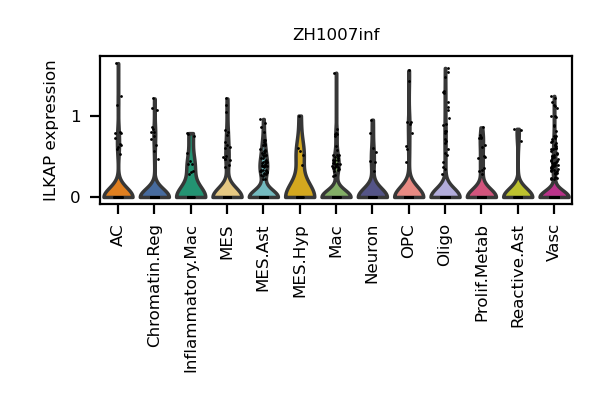 ZH1007inf
ILKAP expression
1
0
AC
Chromatin.Reg
Inflammatory.Mac
MES
MES.Ast
MES.Hyp
Mac
Neuron
OPC
Oligo
Prolif.Metab
Reactive.Ast
Vasc